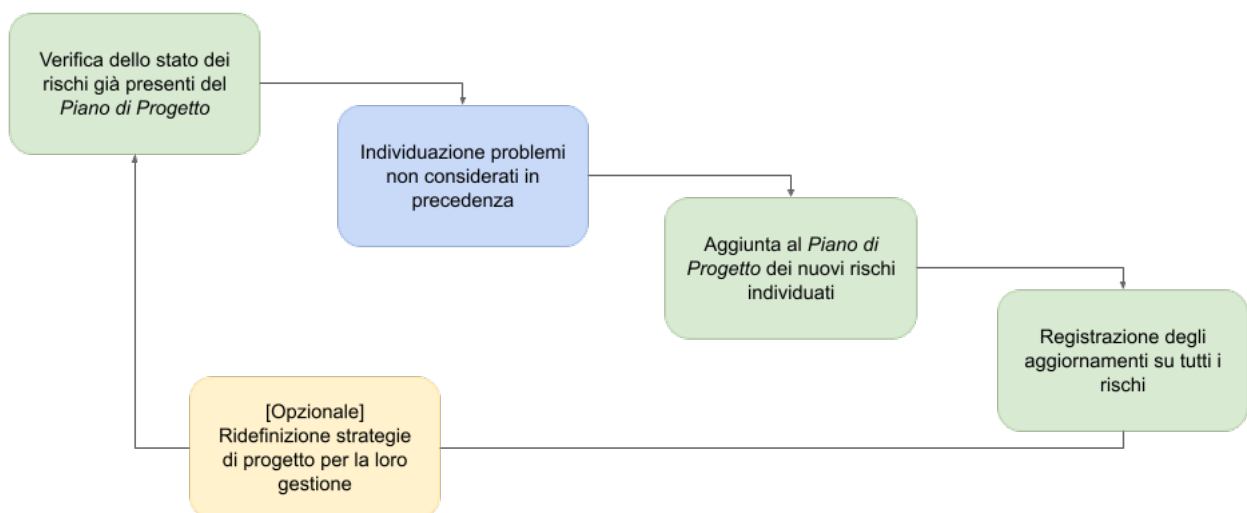 Verifica dello stato dei
rischi già presenti del
Piano di Progetto
Individuazione problemi
non considerati in
precedenza
Aggiunta al Piano di
Progetto dei nuovi rischi
individuati
Registrazione degli
aggiornamenti su tutti i
rischi
[Opzionale]
Ridefinizione strategie
di progetto per la loro
gestione